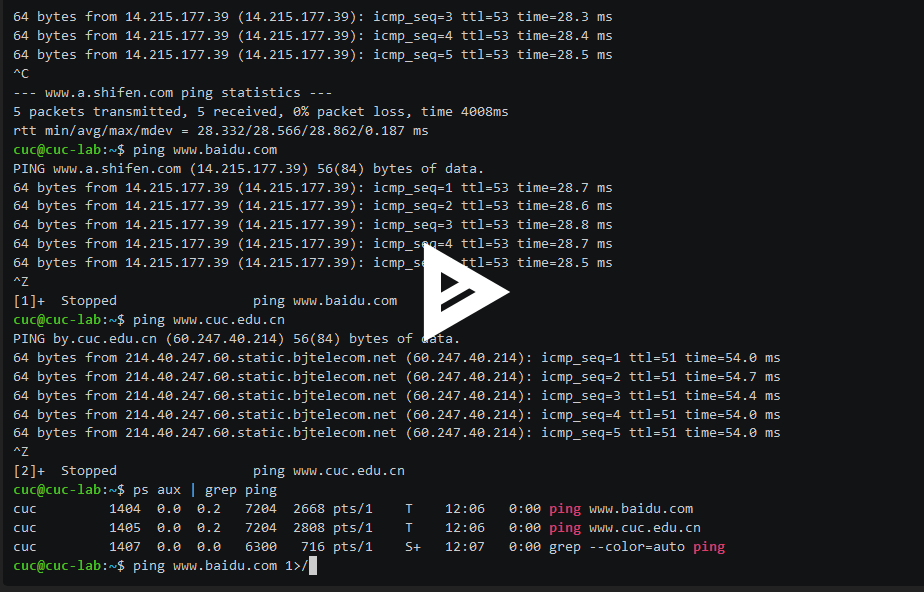 64 bytes from 14.215.177.39 (14.215.177.39): icmp_seq=3 ttl=53 time=28.3 ms
64 bytes from 14.215.177.39 (14.215.177.39): icmp_seq=4 ttl=53 time=28.4 ms
64 bytes from 14.215.177.39 (14.215.177.39): icmp_seq=5 ttl=53 time=28.5 ms
^C
--- www.a.shifen.com ping statistics ---
5 packets transmitted, 5 received, 0% packet loss, time 4008ms
rtt min/avg/max/mdev = 28.332/28.566/28.862/0.187 ms
cuc@cuc-lab:~$ ping www.baidu.com
PING www.a.shifen.com (14.215.177.39) 56(84) bytes of data.
64 bytes from 14.215.177.39 (14.215.177.39): icmp_seq=1 ttl=53 time=28.7 ms
64 bytes from 14.215.177.39 (14.215.177.39): icmp_seq=2 ttl=53 time=28.6 ms
64 bytes from 14.215.177.39 (14.215.177.39): icmp_seq=3 ttl=53 time=28.8 ms
64 bytes from 14.215.177.39 (14.215.177.39): icmp_seq=4 ttl=53 time=28.7 ms
64 bytes from 14.215.177.39 (14.215.177.39): ttl=53 time=28.5 ms
^Z
[1]+  Stopped                 ping www.baidu.com
cuc@cuc-lab:~$ ping www.cuc.edu.cn
PING by.cuc.edu.cn (60.247.40.214) 56(84) bytes of data.
64 bytes from 214.40.247.60.static.bjtelecom.net (60.247.40.214): icmp_seq=1 ttl=51 time=54.0 ms
64 bytes from 214.40.247.60.static.bjtelecom.net (60.247.40.214): icmp_seq=2 ttl=51 time=54.7 ms
64 bytes from 214.40.247.60.static.bjtelecom.net (60.247.40.214): icmp_seq=3 ttl=51 time=54.4 ms
64 bytes from 214.40.247.60.static.bjtelecom.net (60.247.40.214): icmp_seq=4 ttl=51 time=54.0 ms
64 bytes from 214.40.247.60.static.bjtelecom.net (60.247.40.214): icmp_seq=5 ttl=51 time=54.0 ms
^Z
[2]+  Stopped                 ping www.cuc.edu.cn
cuc@cuc-lab:~$ ps aux | grep ping
cuc         1404  0.0  0.2   7204  2668 pts/1    T    12:06   0:00 ping www.baidu.com
cuc         1405  0.0  0.2   7204  2808 pts/1    T    12:06   0:00 ping www.cuc.edu.cn
cuc         1407  0.0  0.0   6300   716 pts/1    S+   12:07   0:00 grep --color=auto ping
cuc@cuc-lab:~$ ping www.baidu.com 1>/